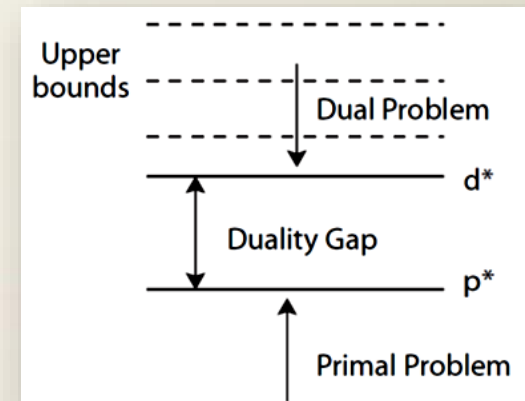 Upper
bounds
Dual Problem
d*
Duality Gap
p*
Primal Problem